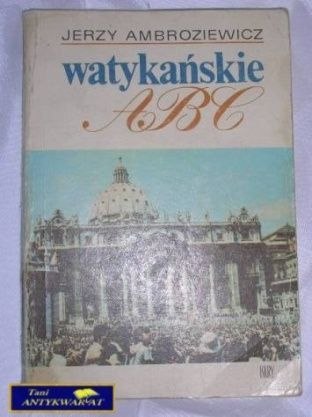 JERZY AMBROZIEWICZ
watykańskie
ABC
Tani
ANTYKWARIAT